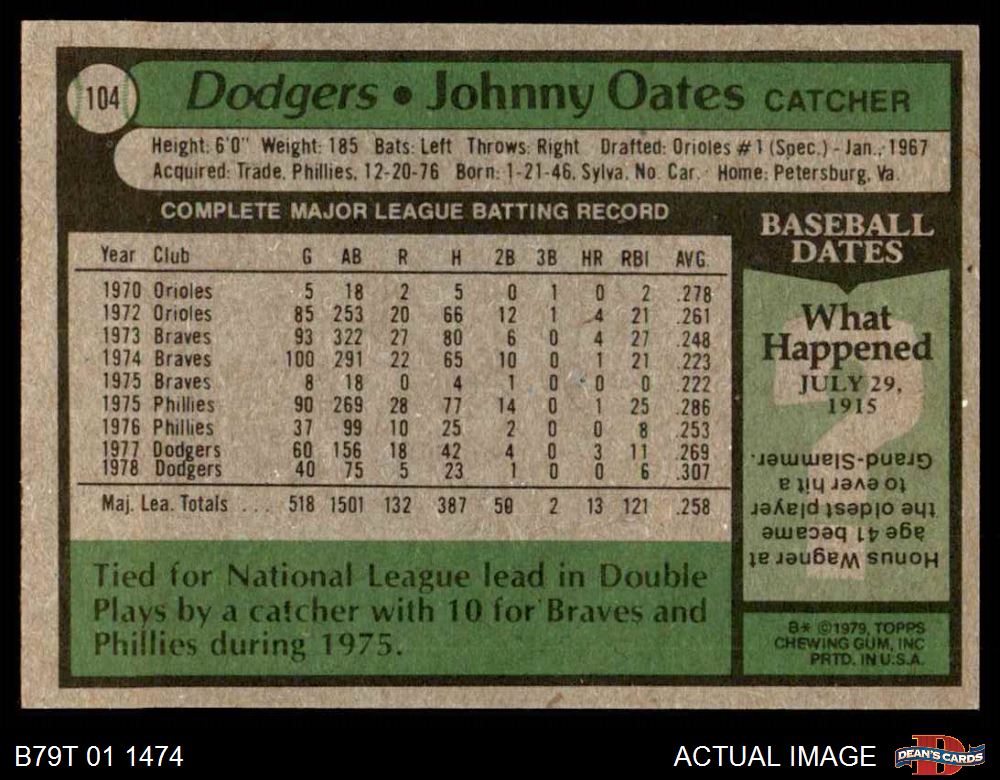 104
Dodgers • Johnny Oates CATCHER
Height: 6'0" Weight: 185 Bats: Left Throws: Right Drafted: Orioles #1 (Spec.) - Jan., 1967
Acquired: Trade, Phillies, 12-20-76 Born: 1-21-46, Sylva, No. Car. Home: Petersburg, Va.
COMPLETE MAJOR LEAGUE BATTING RECORD
Year Club G AB R H 2B 3B HR RBI AVG.
1970 Orioles 5 18 2 5 0 1 0 2 .278
1972 Orioles 85 253 20 66 12 1 4 21 .261
1973 Braves 93 322 27 80 6 0 4 27 .248
1974 Braves 100 291 22 65 10 0 1 21 .223
1975 Braves 8 18 0 4 1 0 0 0 .222
1975 Phillies 90 269 28 77 14 0 1 25 .286
1976 Phillies 37 99 10 25 2 0 0 8 .253
1977 Dodgers 60 156 18 42 4 0 3 11 .269
1978 Dodgers 40 75 5 23 1 0 0 6 .307
Maj. Lea. Totals ... 518 1501 132 387 50 2 13 121 .258
Tied for National League lead in Double
Plays by a catcher with 10 for Braves and
Phillies during 1975.
BASEBALL
DATES
What
Happened
JULY 29,
1915
?
Honus Wagner at
age 41 became
the oldest player
to ever hit a
Grand-Slammer.
B* ©1979, TOPPS
CHEWING GUM, INC
PRTD. IN U.S.A.
B79T 01 1474
ACTUAL IMAGE
D
DEAN'S CARDS